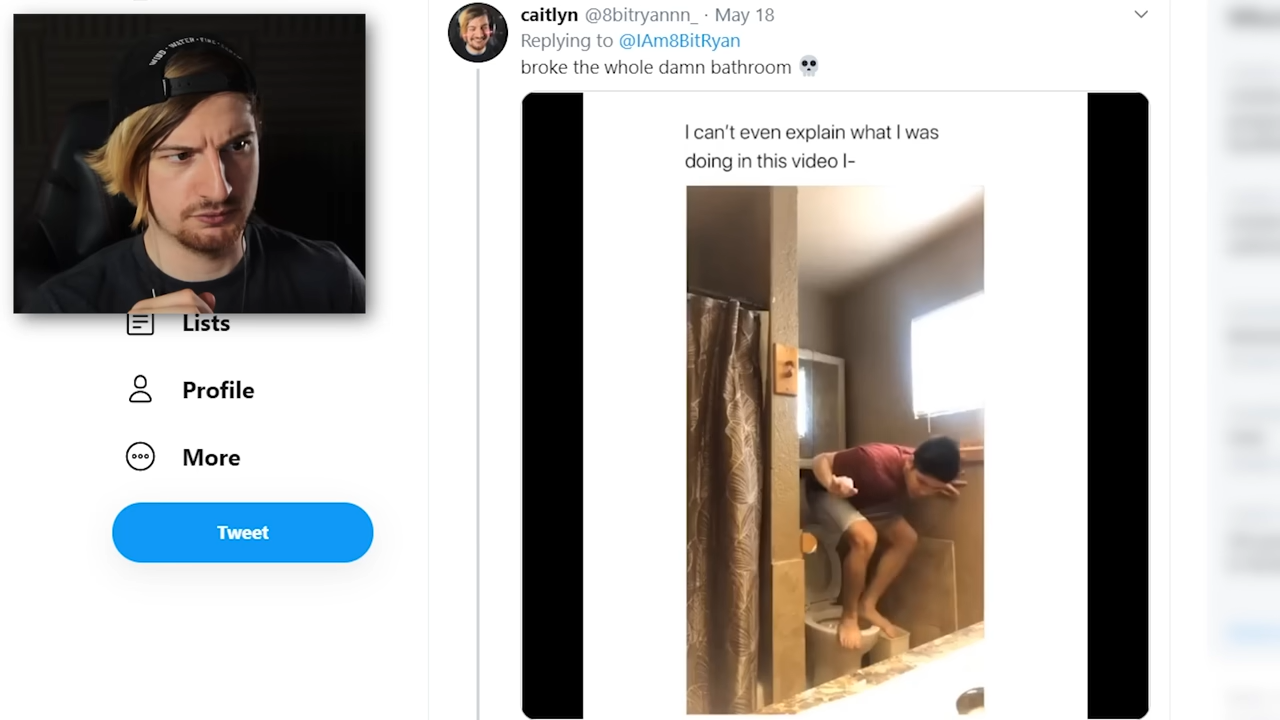 caitlyn @8bitryannn_ · May 18
Replying to @IAm8BitRyan
broke the whole damn bathroom 💀
I can't even explain what I was
doing in this video I-
Lists
Profile
More
Tweet